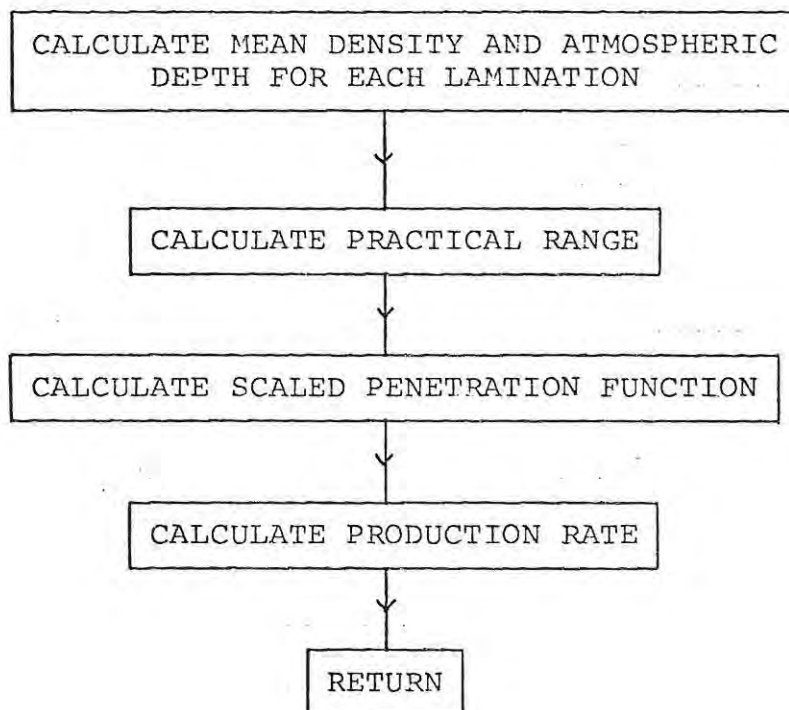 CALCULATE MEAN DENSITY AND ATMOSPHERIC
DEPTH FOR EACH LAMINATION
CALCULATE PRACTICAL RANGE
CALCULATE SCALED PENETRATION FUNCTION
CALCULATE PRODUCTION RATE
RETURN